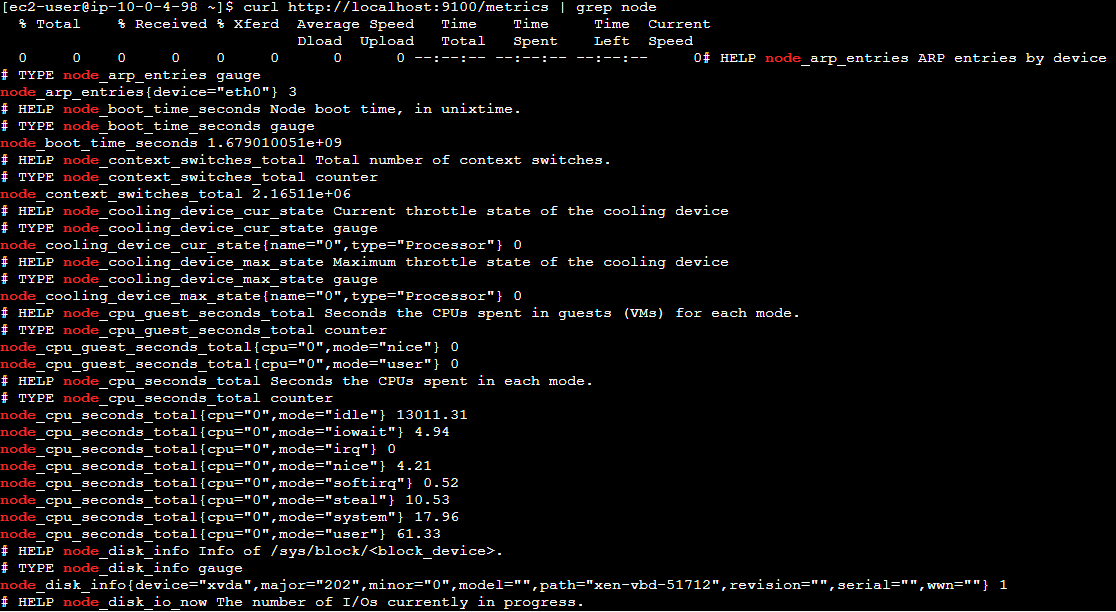 [ec2-user@ip-10-0-4-98 ~]$ curl http://localhost:9100/metrics | grep node
  % Total    % Received % Xferd  Average Speed   Time    Time     Time  Current
                                 Dload  Upload   Total   Spent    Left  Speed
  0     0    0     0    0     0      0      0 --:--:-- --:--:-- --:--:--     0# HELP node_arp_entries ARP entries by device
# TYPE node_arp_entries gauge
node_arp_entries{device="eth0"} 3
# HELP node_boot_time_seconds Node boot time, in unixtime.
# TYPE node_boot_time_seconds gauge
node_boot_time_seconds 1.679010051e+09
# HELP node_context_switches_total Total number of context switches.
# TYPE node_context_switches_total counter
node_context_switches_total 2.16511e+06
# HELP node_cooling_device_cur_state Current throttle state of the cooling device
# TYPE node_cooling_device_cur_state gauge
node_cooling_device_cur_state{name="0",type="Processor"} 0
# HELP node_cooling_device_max_state Maximum throttle state of the cooling device
# TYPE node_cooling_device_max_state gauge
node_cooling_device_max_state{name="0",type="Processor"} 0
# HELP node_cpu_guest_seconds_total Seconds the CPUs spent in guests (VMs) for each mode.
# TYPE node_cpu_guest_seconds_total counter
node_cpu_guest_seconds_total{cpu="0",mode="nice"} 0
node_cpu_guest_seconds_total{cpu="0",mode="user"} 0
# HELP node_cpu_seconds_total Seconds the CPUs spent in each mode.
# TYPE node_cpu_seconds_total counter
node_cpu_seconds_total{cpu="0",mode="idle"} 13011.31
node_cpu_seconds_total{cpu="0",mode="iowait"} 4.94
node_cpu_seconds_total{cpu="0",mode="irq"} 0
node_cpu_seconds_total{cpu="0",mode="nice"} 4.21
node_cpu_seconds_total{cpu="0",mode="softirq"} 0.52
node_cpu_seconds_total{cpu="0",mode="steal"} 10.53
node_cpu_seconds_total{cpu="0",mode="system"} 17.96
node_cpu_seconds_total{cpu="0",mode="user"} 61.33
# HELP node_disk_info Info of /sys/block/<block_device>.
# TYPE node_disk_info gauge
node_disk_info{device="xvda",major="202",minor="0",model="",path="xen-vbd-51712",revision="",serial="",wwn=""} 1
# HELP node_disk_io_now The number of I/Os currently in progress.